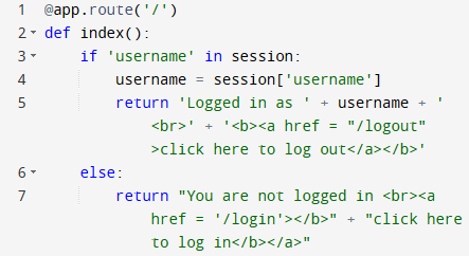 1 @app.route('/')
2 def index():
3 if 'username' in session:
4 username = session['username']
5 return 'Logged in as ' + username + '
<br>' + '<b><a href = "/logout"
>click here to log out</a></b>'
6 else:
7 return "You are not logged in <br><a
href = '/login'></b>" + "click here
to log in</b></a>"